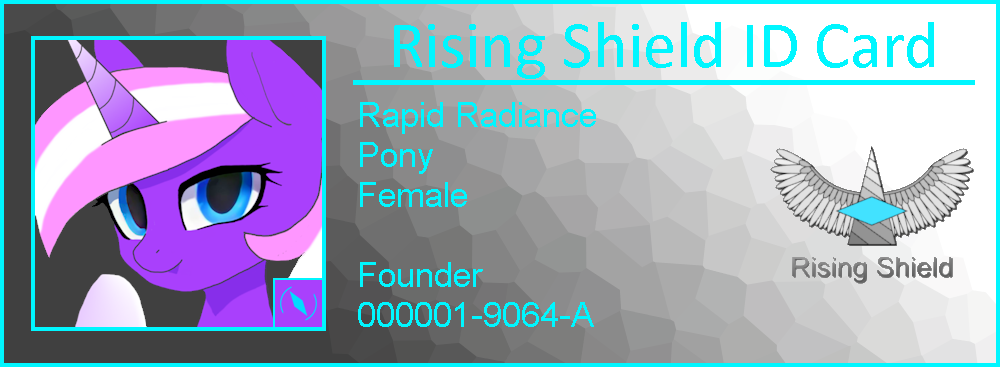 Rising Shield ID Card
Rapid Radiance
Pony
Female
Founder
000001-9064-A
Rising Shield